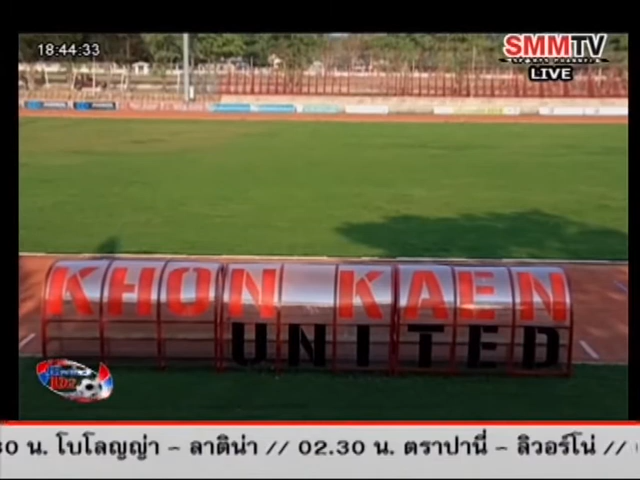 18:44:33
SMMTV
LIVE
KHON KAEN
UNITED
30 น. โบโลญญ่า - ลาติน่า // 02.30 น. ตราปานี่ - ลิวอร์โน่ //